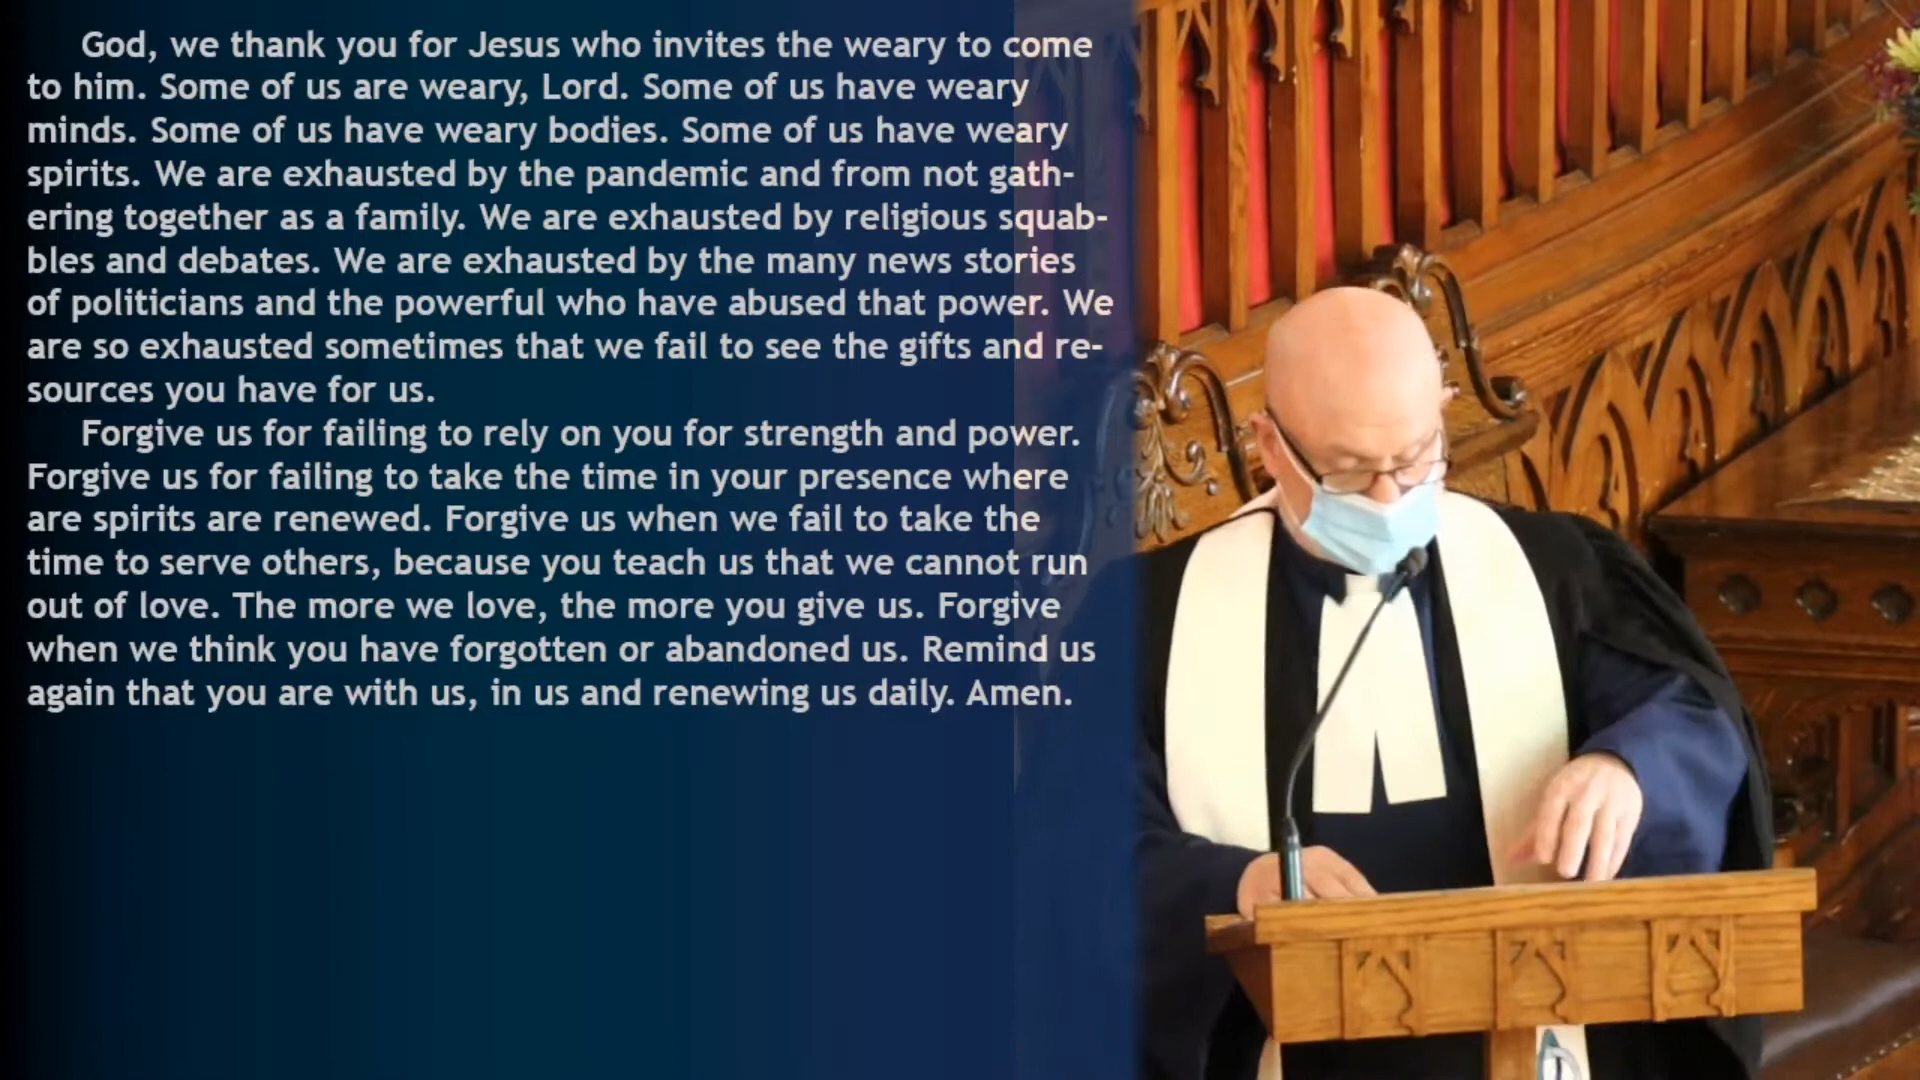 God, we thank you for Jesus who invites the weary to come
to him. Some of us are weary, Lord. Some of us have weary
minds. Some of us have weary bodies. Some of us have weary
spirits. We are exhausted by the pandemic and from not gath-
ering together as a family. We are exhausted by religious squab-
bles and debates. We are exhausted by the many news stories
of politicians and the powerful who have abused that power. We
are so exhausted sometimes that we fail to see the gifts and re-
sources you have for us.
Forgive us for failing to rely on you for strength and power.
Forgive us for failing to take the time in your presence where
are spirits are renewed. Forgive us when we fail to take the
time to serve others, because you teach us that we cannot run
out of love. The more we love, the more you give us. Forgive
when we think you have forgotten or abandoned us. Remind us
again that you are with us, in us and renewing us daily. Amen.